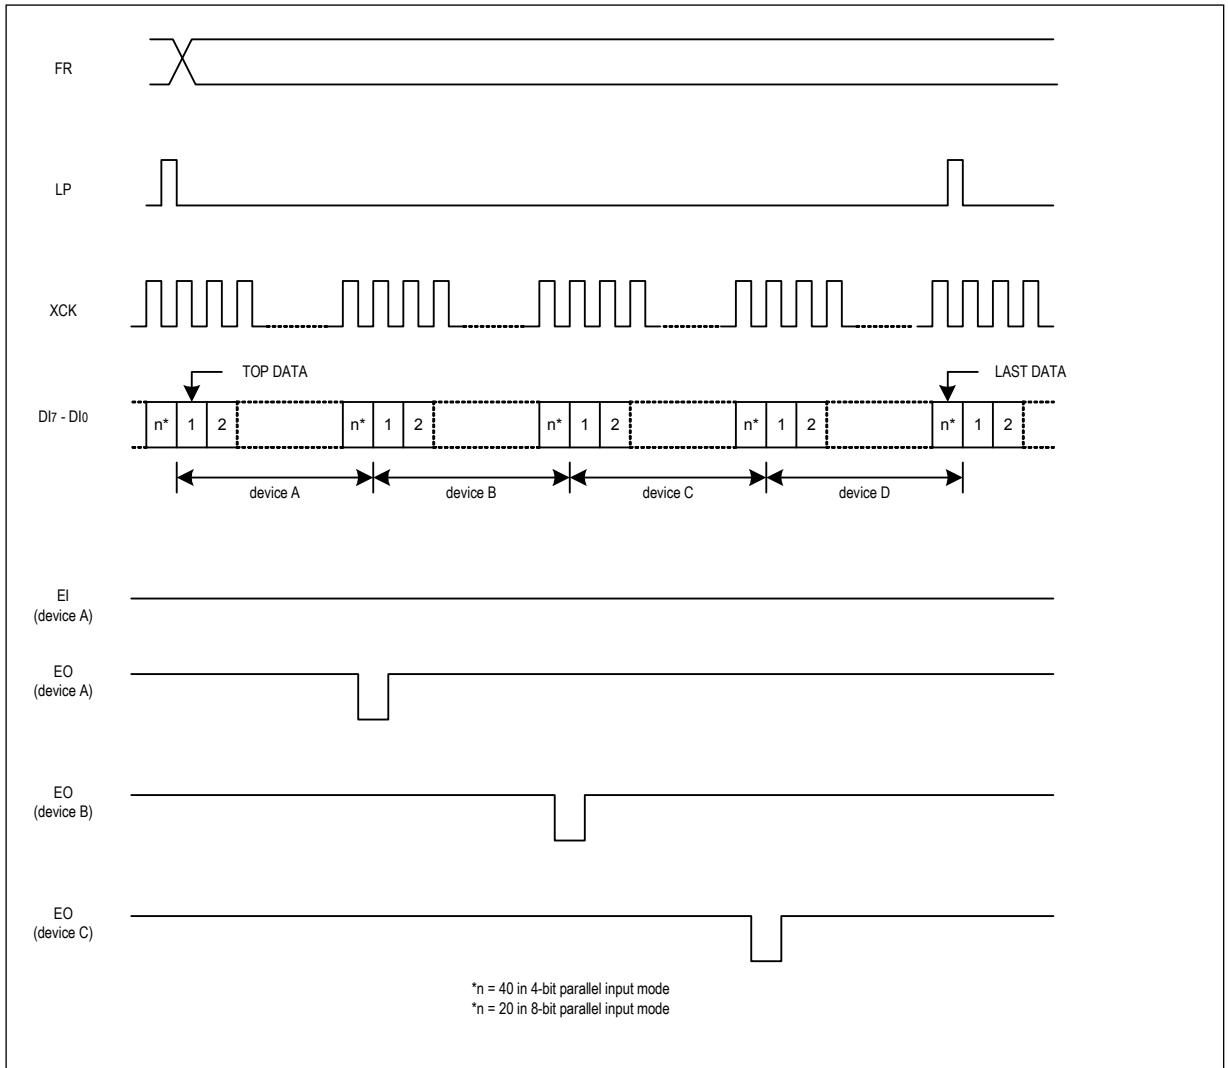 FR
LP
XCK
TOP DATA
LAST DATA
DI7 - DI0
n* 1 2 n* 1 2 n* 1 2 n* 1 2 n* 1 2
device A device B device C device D
EI
(device A)
EO
(device A)
EO
(device B)
EO
(device C)
*n = 40 in 4-bit parallel input mode
*n = 20 in 8-bit parallel input mode